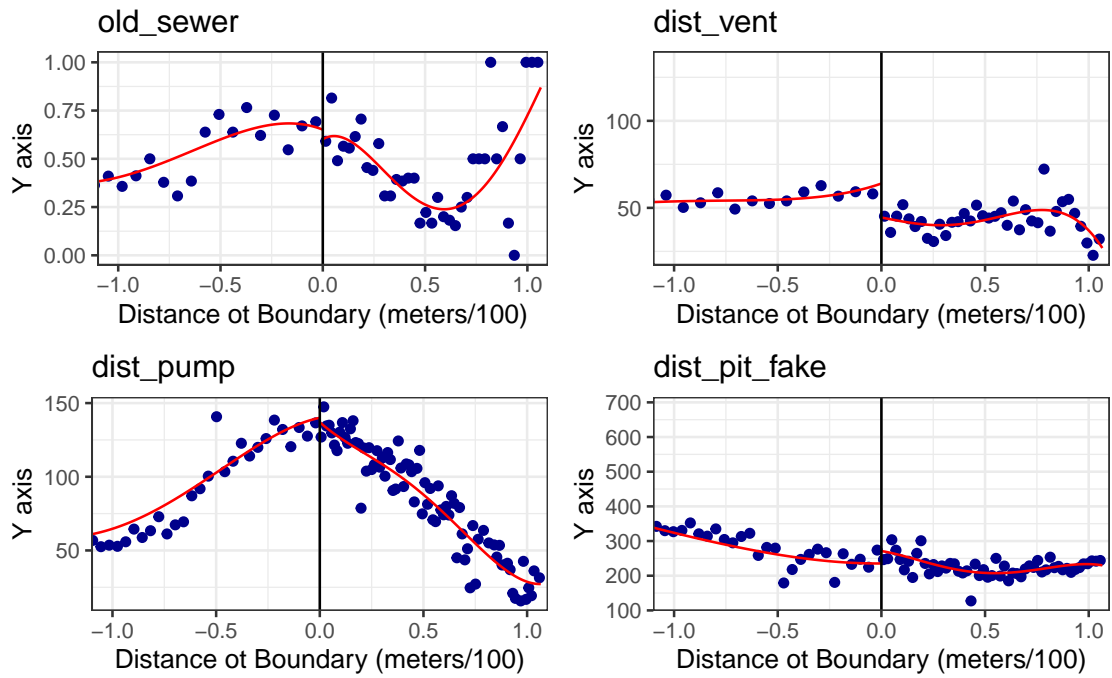 old_sewer
1.00
0.75
0.50
0.25
0.00
Y axis
−1.0 −0.5 0.0 0.5 1.0
Distance ot Boundary (meters/100)
dist_vent
100
50
Y axis
−1.0 −0.5 0.0 0.5 1.0
Distance ot Boundary (meters/100)
dist_pump
150
100
50
Y axis
−1.0 −0.5 0.0 0.5 1.0
Distance ot Boundary (meters/100)
dist_pit_fake
700
600
500
400
300
200
100
Y axis
−1.0 −0.5 0.0 0.5 1.0
Distance ot Boundary (meters/100)